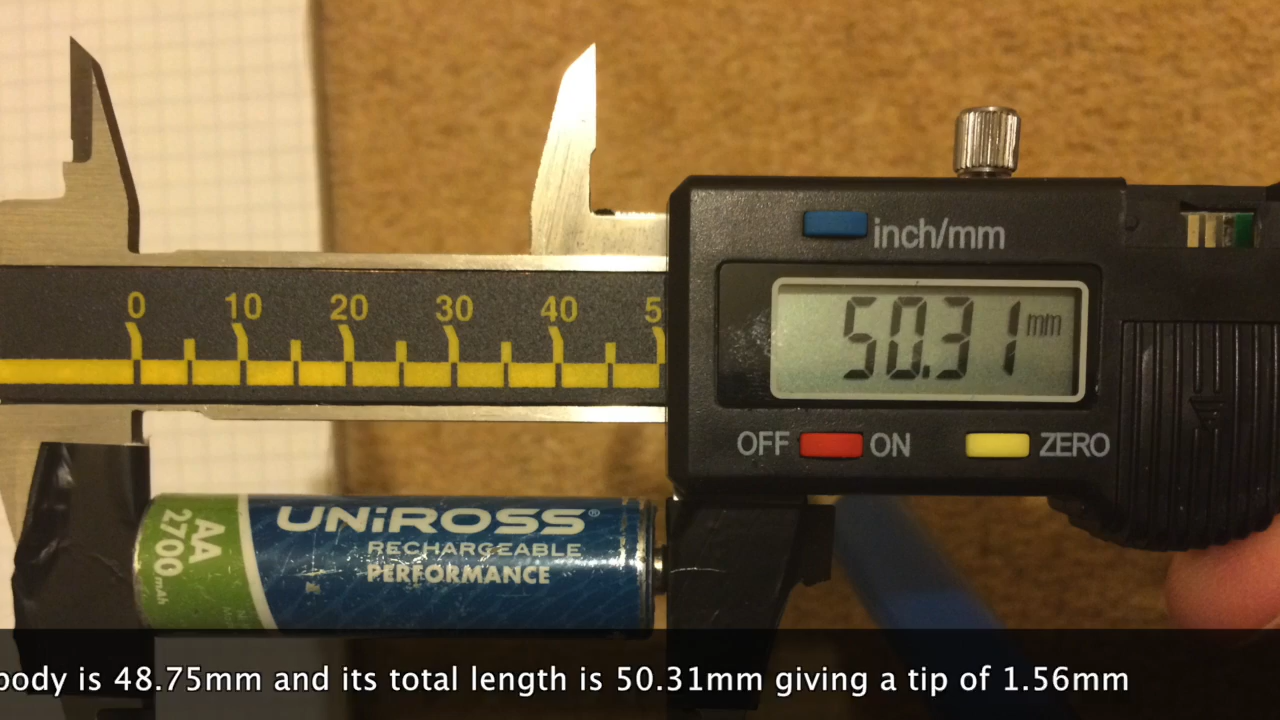 inch/mm
0 10 20 30 40 5
50.31 mm
OFF ON ZERO
UNiROSS®
RECHARGEABLE
PERFORMANCE
AA
2700 mAh
body is 48.75mm and its total length is 50.31mm giving a tip of 1.56mm